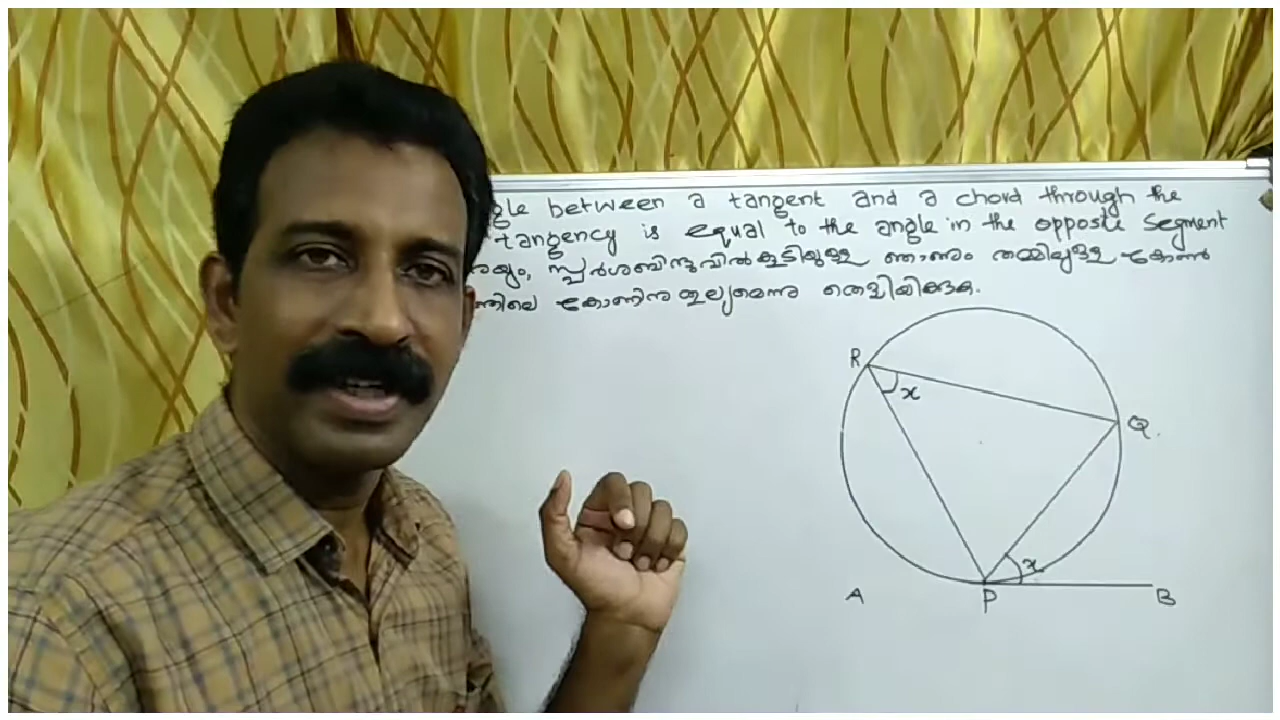 gle between a tangent and a chord through the
tangency is equal to the angle in the opposite segment
സ്പർശബിന്ദുവിൽകൂടിയുള്ള ഞാണും തമ്മിലുള്ള കോൺ
ത്തിലെ കോണിനു തുല്യമെന്നു തെളിയിക്കുക.
R
x
Q
x
A
P
B